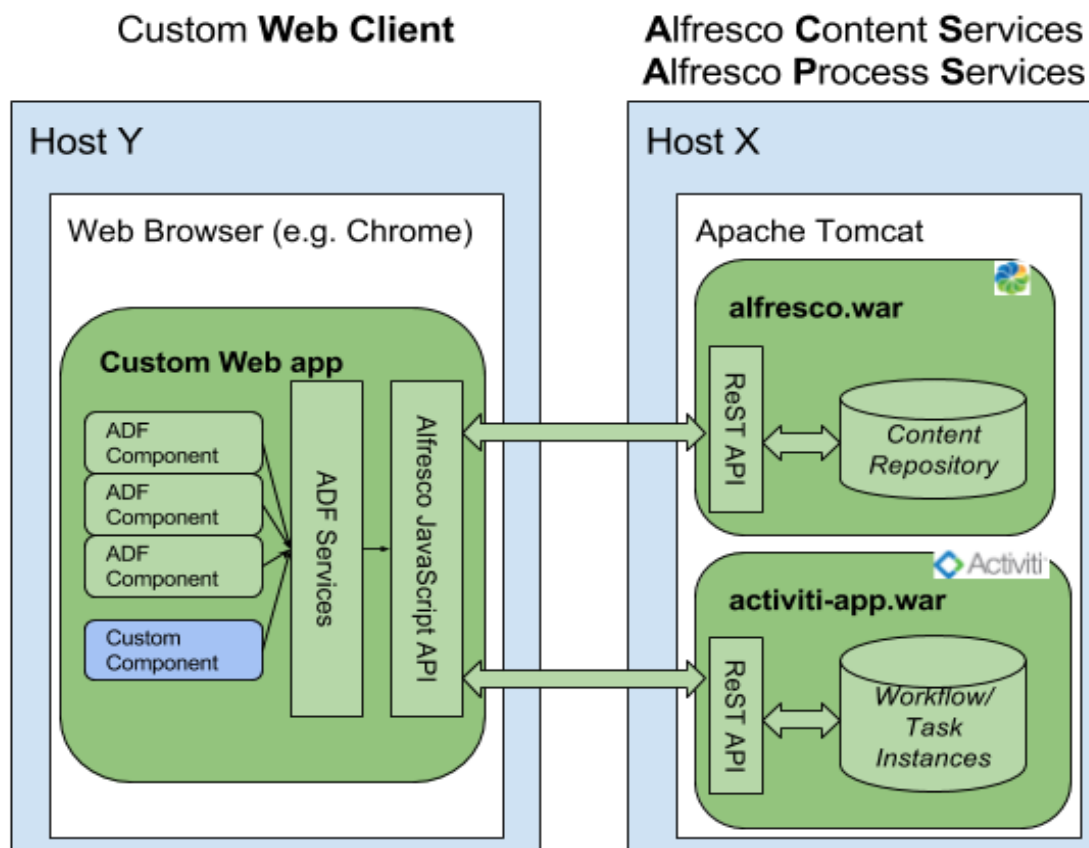 Custom Web Client
Alfresco Content Services
Alfresco Process Services
Host Y
Web Browser (e.g. Chrome)
Custom Web app
ADF
Component
ADF
Component
ADF
Component
Custom
Component
ADF Services
Alfresco JavaScript API
Host X
Apache Tomcat
alfresco.war
ReST API
Content
Repository
Activiti
activiti-app.war
ReST API
Workflow/
Task
Instances